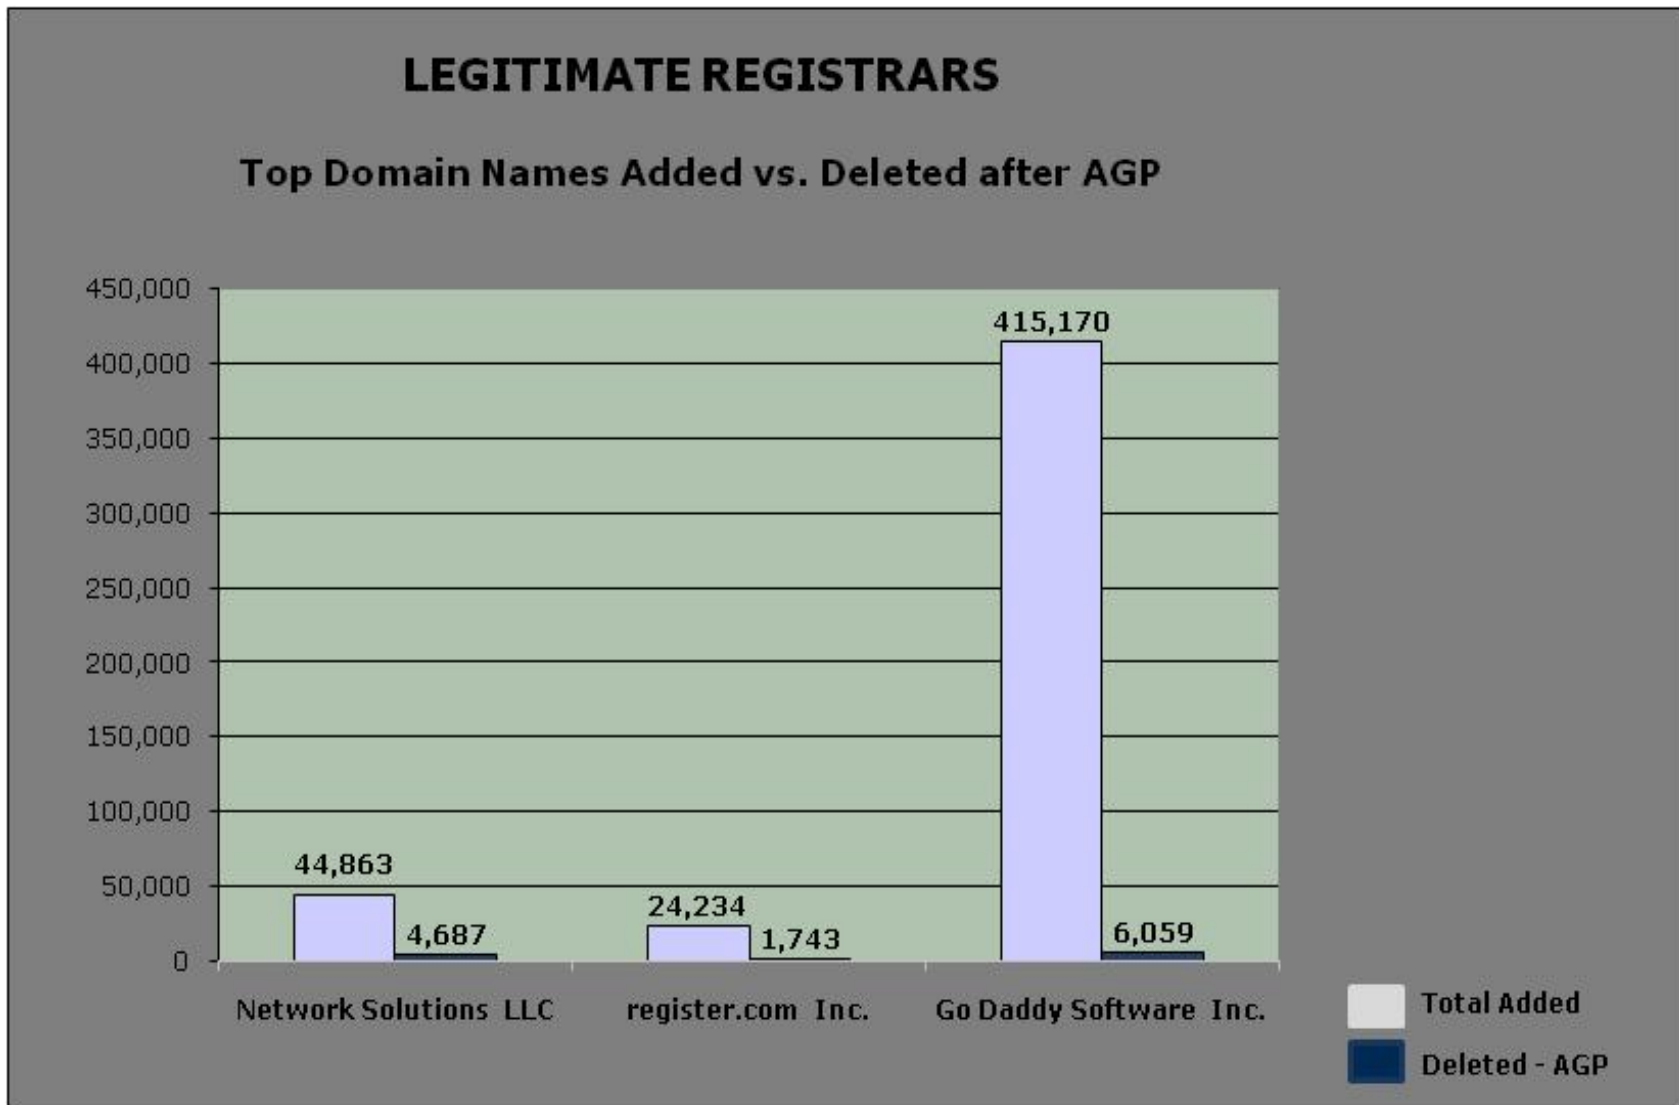 LEGITIMATE REGISTRARS
Top Domain Names Added vs. Deleted after AGP
450,000
400,000
350,000
300,000
250,000
200,000
150,000
100,000
50,000
0
415,170
44,863
4,687
24,234
1,743
6,059
Network Solutions LLC
register.com Inc.
Go Daddy Software Inc.
Total Added
Deleted - AGP